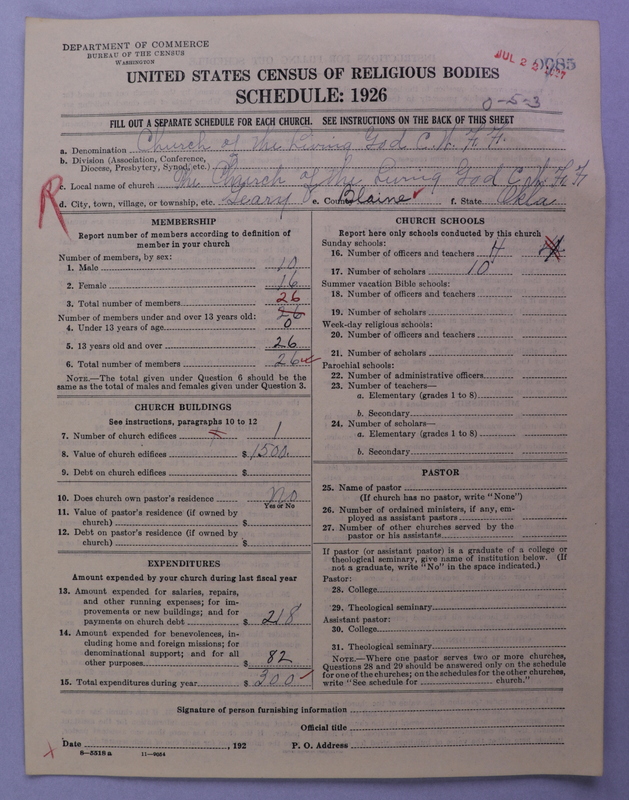 DEPARTMENT OF COMMERCE
BUREAU OF THE CENSUS
WASHINGTON
JUL 2
UNITED STATES CENSUS OF RELIGIOUS BODIES
SCHEDULE: 1926
0-5-3
FILL OUT A SEPARATE SCHEDULE FOR EACH CHURCH. SEE INSTRUCTIONS ON THE BACK OF THIS SHEET
a. Denomination Church of the Living God C.W.F.F.
b. Division (Association, Conference, Diocese, Presbytery, Synod, etc.)
c. Local name of church The Church of the Living God C.W.F.F
d. City, town, village, or township, etc. Geary e. County Blaine f. State Okla.
R
MEMBERSHIP
Report number of members according to definition of member in your church
Number of members, by sex:
1. Male 10
2. Female 16
3. Total number of members 26
26
Number of members under and over 13 years old:
4. Under 13 years of age 0
5. 13 years old and over 26
6. Total number of members 26
NOTE.—The total given under Question 6 should be the same as the total of males and females given under Question 3.
CHURCH BUILDINGS
See instructions, paragraphs 10 to 12
7. Number of church edifices 1
8. Value of church edifices $1500.
9. Debt on church edifices $
10. Does church own pastor's residence No
Yes or No
11. Value of pastor's residence (if owned by church) $
12. Debt on pastor's residence (if owned by church) $
EXPENDITURES
Amount expended by your church during last fiscal year
13. Amount expended for salaries, repairs, and other running expenses; for improvements or new buildings; and for payments on church debt $ 218
14. Amount expended for benevolences, including home and foreign missions; for denominational support; and for all other purposes $ 82
15. Total expenditures during year $ 300
CHURCH SCHOOLS
Report here only schools conducted by this church
Sunday schools:
16. Number of officers and teachers 4
17. Number of scholars 10
Summer vacation Bible schools:
18. Number of officers and teachers
19. Number of scholars
Week-day religious schools:
20. Number of officers and teachers
21. Number of scholars
Parochial schools:
22. Number of administrative officers
23. Number of teachers—
a. Elementary (grades 1 to 8)
b. Secondary
24. Number of scholars—
a. Elementary (grades 1 to 8)
b. Secondary
PASTOR
25. Name of pastor
(If church has no pastor, write "None")
26. Number of ordained ministers, if any, employed as assistant pastors
27. Number of other churches served by the pastor or his assistants
If pastor (or assistant pastor) is a graduate of a college or theological seminary, give name of institution below. (If not a graduate, write "No" in the space indicated.)
Pastor:
28. College
29. Theological seminary
Assistant pastor:
30. College
31. Theological seminary
NOTE.—Where one pastor serves two or more churches, Questions 28 and 29 should be answered only on the schedule for one of the churches; on the schedules for the other churches, write "See schedule for church."
Signature of person furnishing information
Official title
Date , 192 P. O. Address
8-5518a 11-9054